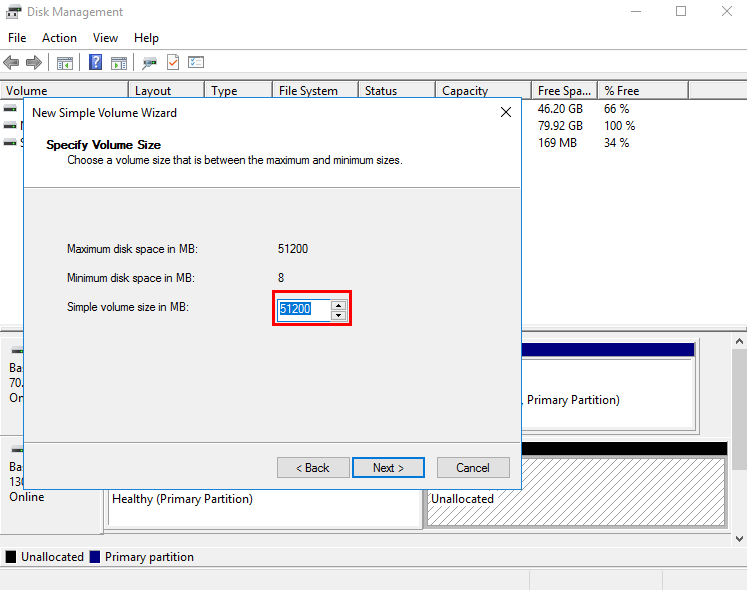 Disk Management
File Action View Help
Volume Layout Type File System Status Capacity Free Spa... % Free
46.20 GB 66 %
79.92 GB 100 %
169 MB 34 %
New Simple Volume Wizard
Specify Volume Size
Choose a volume size that is between the maximum and minimum sizes.
Maximum disk space in MB: 51200
Minimum disk space in MB: 8
Simple volume size in MB: 51200
< Back Next > Cancel
Ba
70.
On
, Primary Partition)
Ba
130
Online
Healthy (Primary Partition)
Unallocated
Unallocated Primary partition